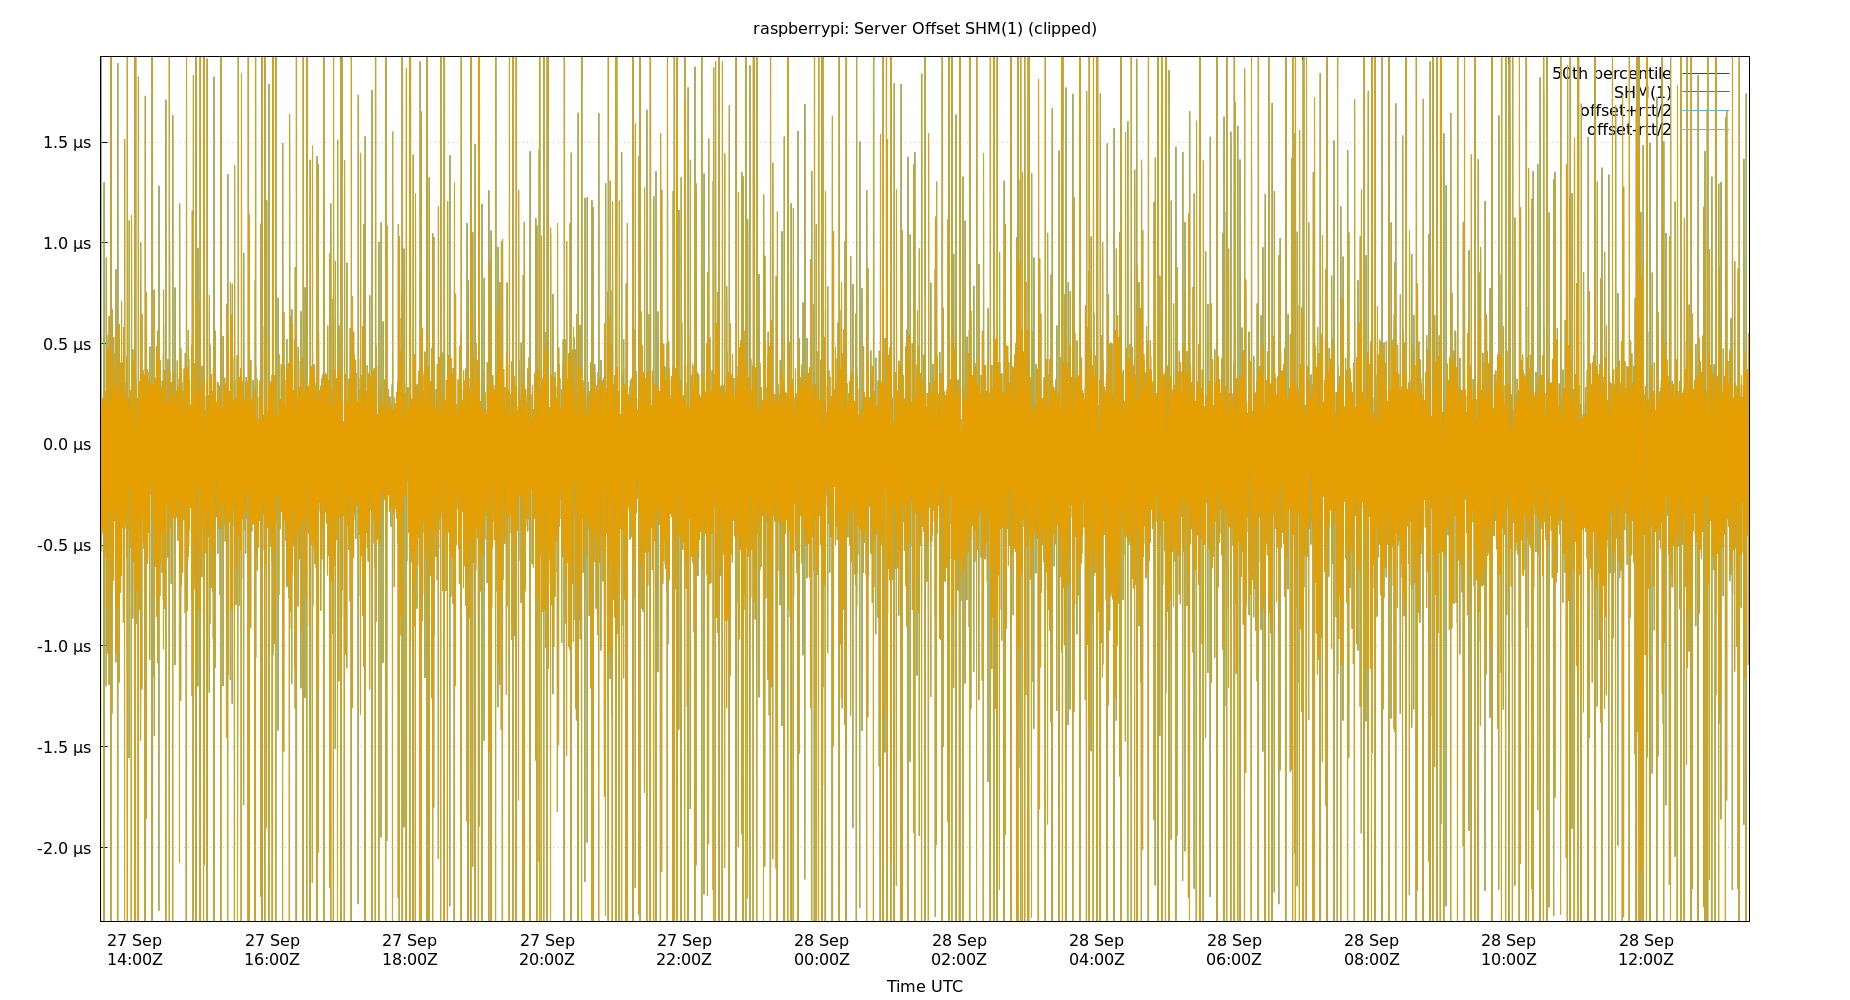 raspberrypi: Server Offset SHM(1) (clipped)
50th percentile
SHM(1)
offset+rtt/2
offset-rtt/2
1.5 µs
1.0 µs
0.5 µs
0.0 µs
-0.5 µs
-1.0 µs
-1.5 µs
-2.0 µs
27 Sep 27 Sep 27 Sep 27 Sep 27 Sep 28 Sep 28 Sep 28 Sep 28 Sep 28 Sep 28 Sep 28 Sep
14:00Z 16:00Z 18:00Z 20:00Z 22:00Z 00:00Z 02:00Z 04:00Z 06:00Z 08:00Z 10:00Z 12:00Z
Time UTC